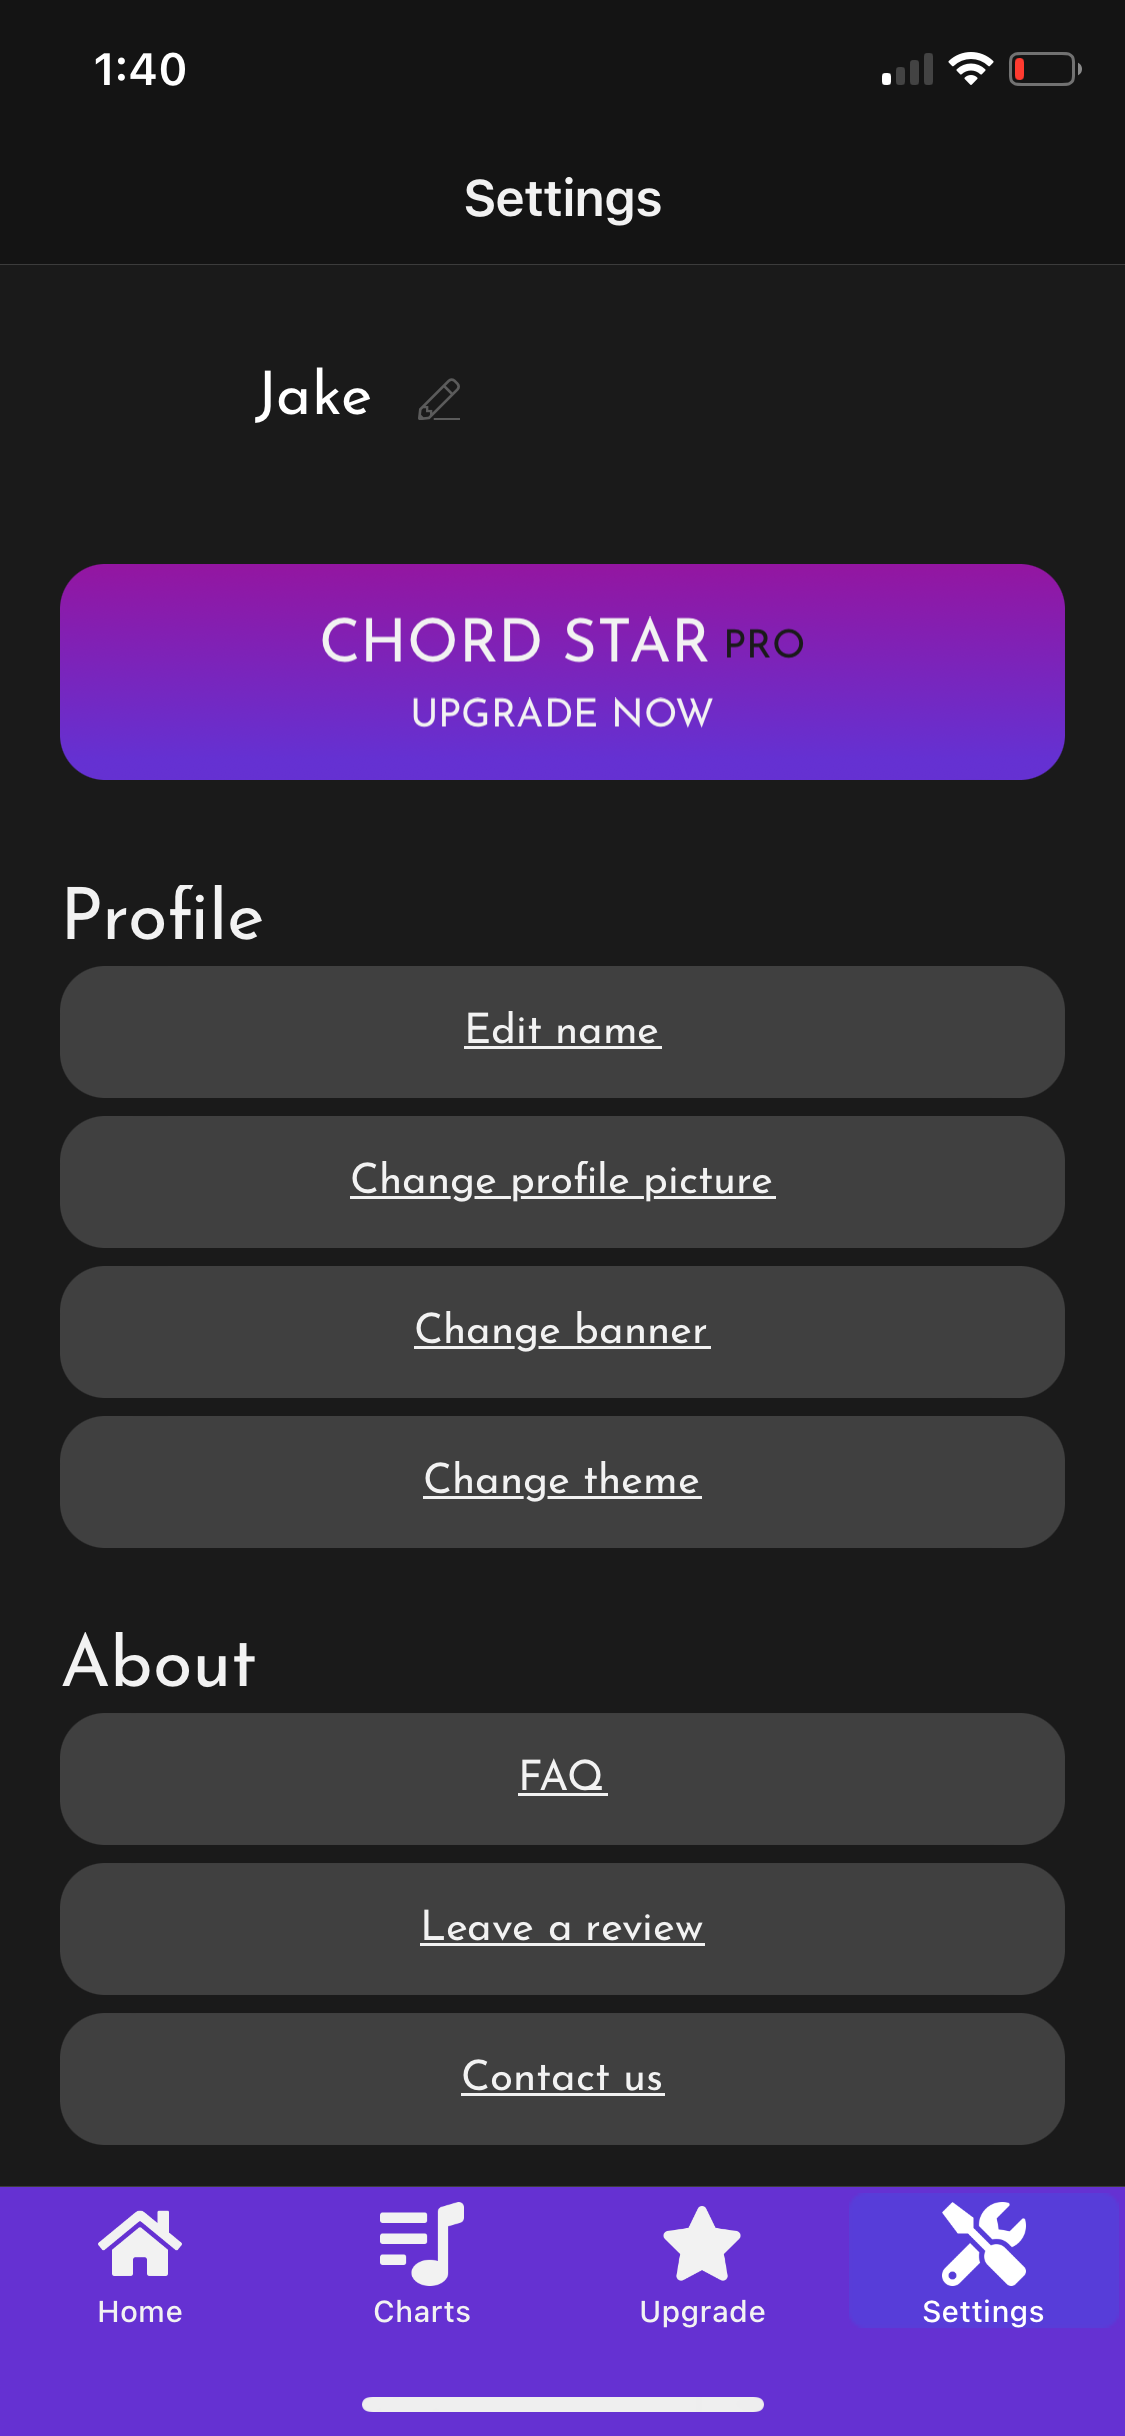 1:40
Settings
Jake
CHORD STAR PRO
UPGRADE NOW
Profile
Edit name
Change profile picture
Change banner
Change theme
About
FAQ
Leave a review
Contact us
Home
Charts
Upgrade
Settings